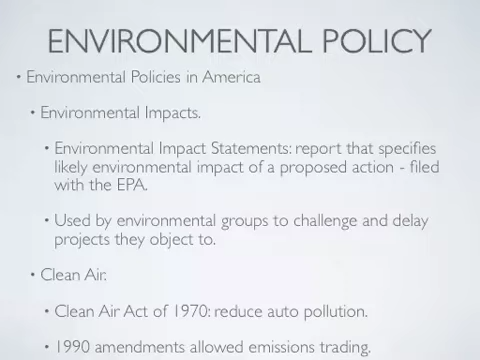 ENVIRONMENTAL POLICY
• Environmental Policies in America
• Environmental Impacts.
• Environmental Impact Statements: report that specifies
likely environmental impact of a proposed action - filed
with the EPA.
• Used by environmental groups to challenge and delay
projects they object to.
• Clean Air.
• Clean Air Act of 1970: reduce auto pollution.
• 1990 amendments allowed emissions trading.